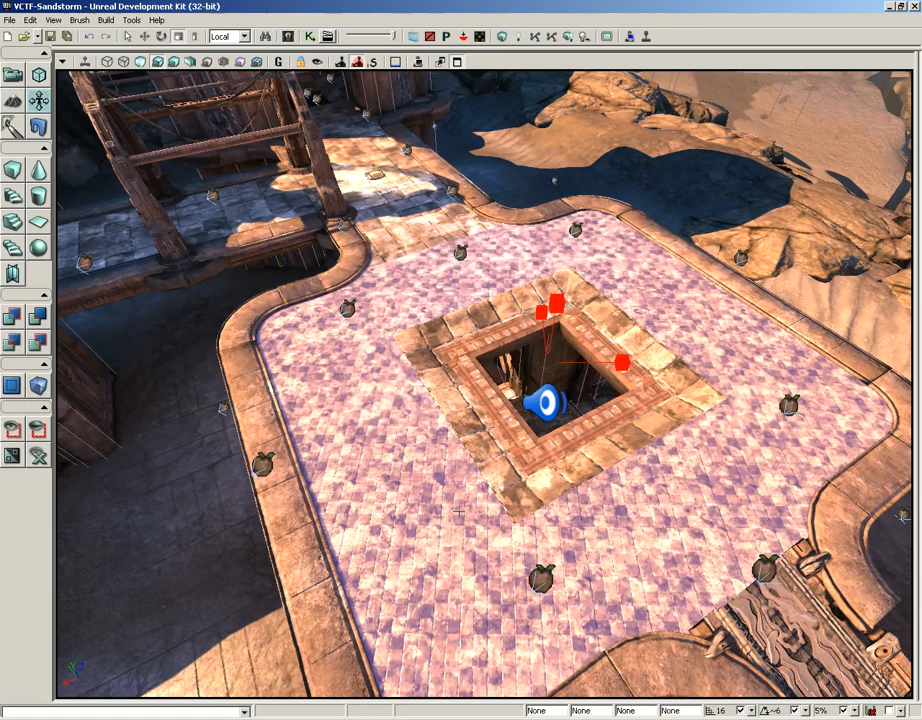 VCTF-Sandstorm - Unreal Development Kit (32-bit)
File Edit View Brush Build Tools Help
Local
K
P
G
S
None None None None 16 ~6 5%